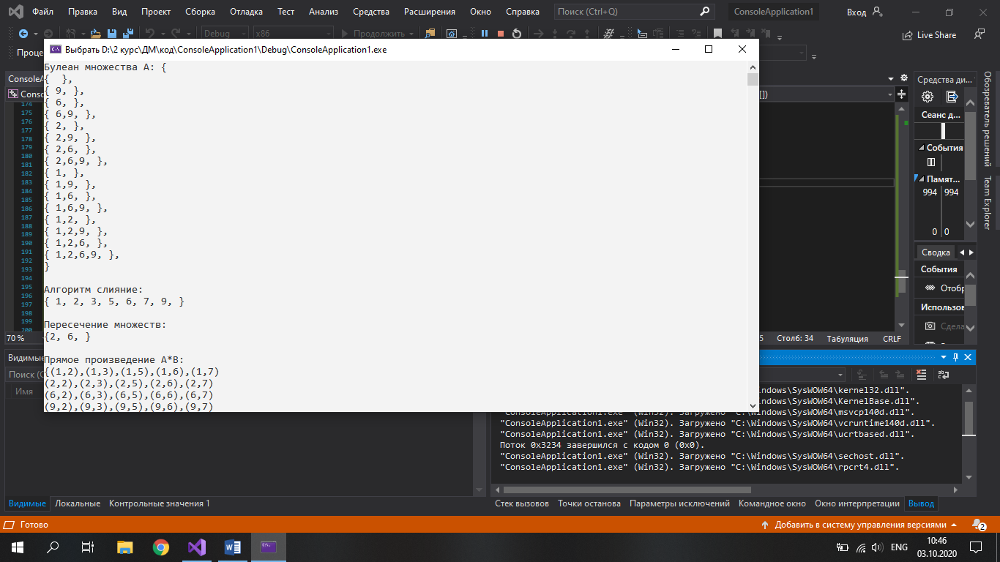 Файл Правка Вид Проект Сборка Отладка Тест Анализ Средства Расширения Окно Справка Поиск (Ctrl+Q) ConsoleApplication1 Вход
Debug x86 Продолжить Live Share
Проце
Выбрать D:\2 курс\ДМ\код\ConsoleApplication1\Debug\ConsoleApplication1.exe
Булеан множества A: {
{  },
{ 9, },
{ 6, },
{ 6,9, },
{ 2, },
{ 2,9, },
{ 2,6, },
{ 2,6,9, },
{ 1, },
{ 1,9, },
{ 1,6, },
{ 1,6,9, },
{ 1,2, },
{ 1,2,9, },
{ 1,2,6, },
{ 1,2,6,9, },
}
Алгоритм слияние:
{ 1, 2, 3, 5, 6, 7, 9, }
Пересечение множеств:
{2, 6, }
Прямое произведение A*B:
{(1,2),(1,3),(1,5),(1,6),(1,7)
(2,2),(2,3),(2,5),(2,6),(2,7)
(6,2),(6,3),(6,5),(6,6),(6,7)
(9,2),(9,3),(9,5),(9,6),(9,7)
ConsoleA
Conso
[])
174
175
176
177
178
179
180
181
182
183
184
185
186
187
188
189
190
191
192
193
194
195
196
197
198
199
200
70 %
5 Столб: 34 Табуляция CRLF
Средства ди...
Сеанс д...
События
Памят...
994 994
0 0
Сводка
События
Отобр
Использов
Сдела
Обозреватель решений
Team Explorer
Видимые
Поиск (C
Имя
indows\SysWOW64\kernel32.dll".
indows\SysWOW64\KernelBase.dll".
"ConsoleApplication1.exe" (Win32). Загружено "C:\Windows\SysWOW64\msvcp140d.dll".
"ConsoleApplication1.exe" (Win32). Загружено "C:\Windows\SysWOW64\vcruntime140d.dll".
"ConsoleApplication1.exe" (Win32). Загружено "C:\Windows\SysWOW64\ucrtbased.dll".
Поток 0x3234 завершился с кодом 0 (0x0).
"ConsoleApplication1.exe" (Win32). Загружено "C:\Windows\SysWOW64\sechost.dll".
"ConsoleApplication1.exe" (Win32). Загружено "C:\Windows\SysWOW64\rpcrt4.dll".
Видимые Локальные Контрольные значения 1
Стек вызовов Точки останова Параметры исключений Командное окно Окно интерпретации Вывод
Готово
Добавить в систему управления версиями 2
ENG
10:46
03.10.2020